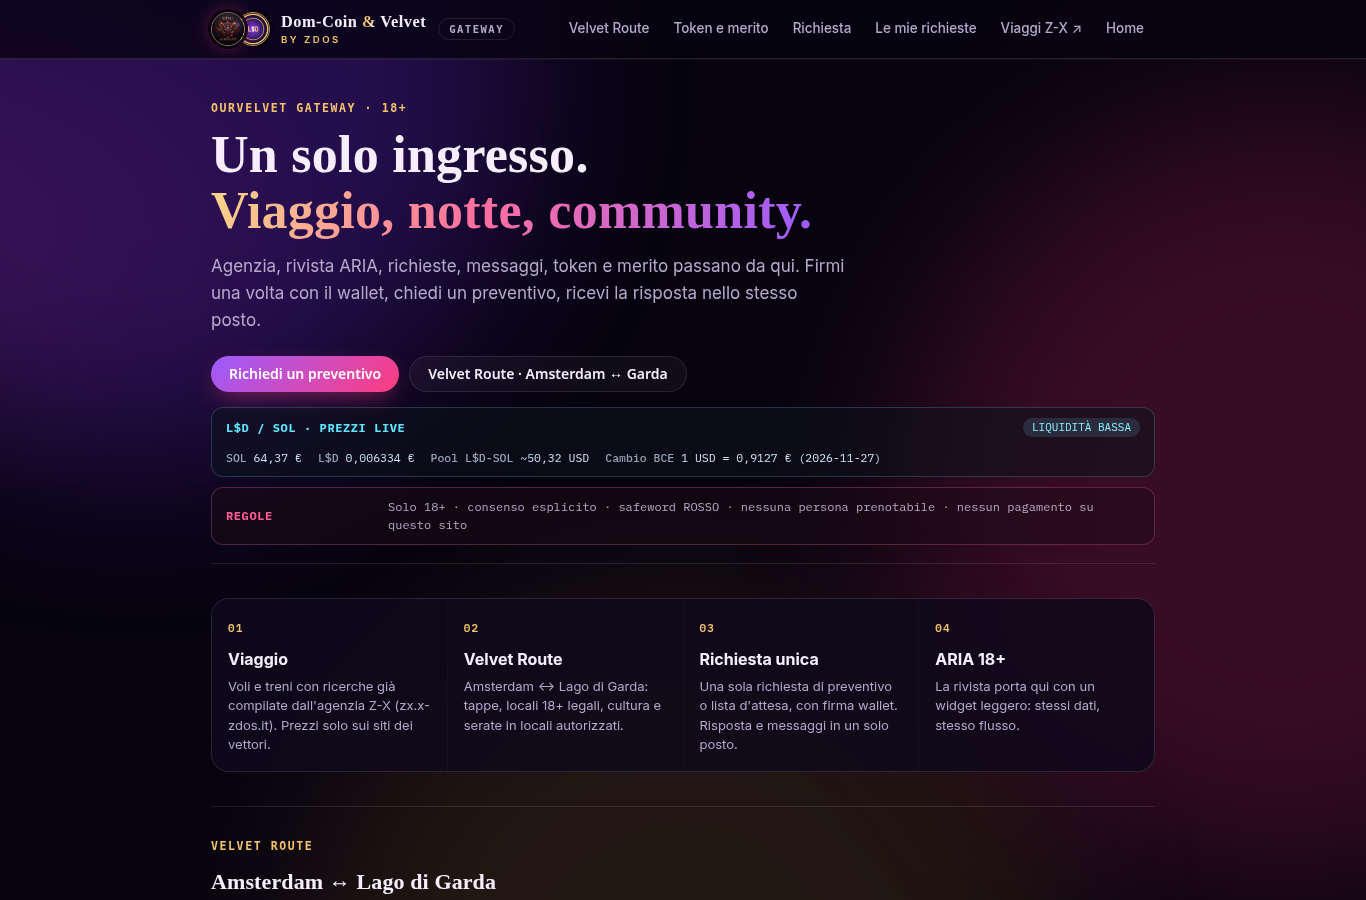 Dom-Coin & Velvet
BY ZDOS
GATEWAY
Velvet Route
Token e merito
Richiesta
Le mie richieste
Viaggi Z-X ↗
Home
OURVELVET GATEWAY · 18+
Un solo ingresso.
Viaggio, notte, community.
Agenzia, rivista ARIA, richieste, messaggi, token e merito passano da qui. Firmi
una volta con il wallet, chiedi un preventivo, ricevi la risposta nello stesso
posto.
Richiedi un preventivo
Velvet Route · Amsterdam ↔ Garda
L$D / SOL · PREZZI LIVE
LIQUIDITÀ BASSA
SOL 64,37 € L$D 0,006334 € Pool L$D-SOL ~50,32 USD Cambio BCE 1 USD = 0,9127 € (2026-11-27)
REGOLE
Solo 18+ · consenso esplicito · safeword ROSSO · nessuna persona prenotabile · nessun pagamento su
questo sito
01
Viaggio
Voli e treni con ricerche già
compilate dall'agenzia Z-X (zx.x-
zdos.it). Prezzi solo sui siti dei
vettori.
02
Velvet Route
Amsterdam ↔ Lago di Garda:
tappe, locali 18+ legali, cultura e
serate in locali autorizzati.
03
Richiesta unica
Una sola richiesta di preventivo
o lista d'attesa, con firma wallet.
Risposta e messaggi in un solo
posto.
04
ARIA 18+
La rivista porta qui con un
widget leggero: stessi dati,
stesso flusso.
VELVET ROUTE
Amsterdam ↔ Lago di Garda